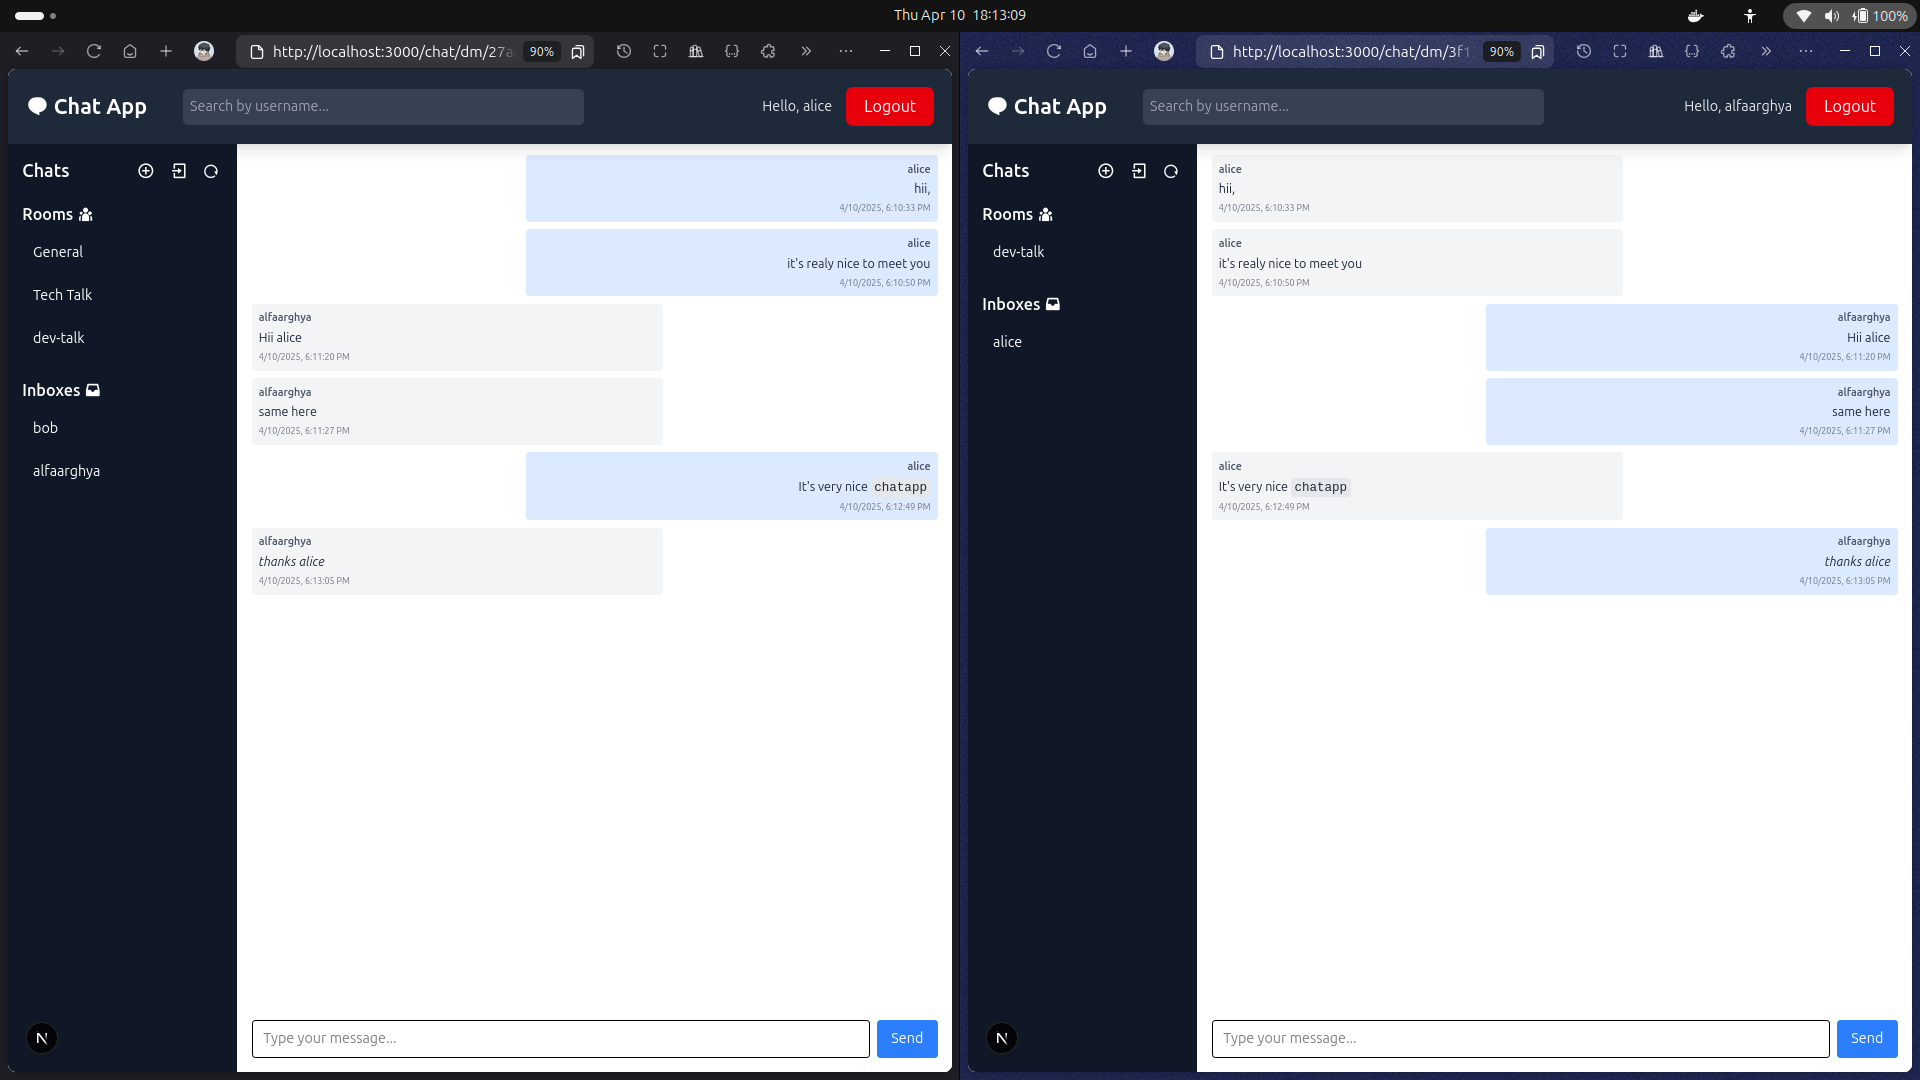 Thu Apr 10 18:13:09
100%
http://localhost:3000/chat/dm/27a
90%
Chat App
Search by username...
Hello, alice
Logout
Chats
Rooms
General
Tech Talk
dev-talk
Inboxes
bob
alfaarghya
alice
hii,
4/10/2025, 6:10:33 PM
alice
it's realy nice to meet you
4/10/2025, 6:10:50 PM
alfaarghya
Hii alice
4/10/2025, 6:11:20 PM
alfaarghya
same here
4/10/2025, 6:11:27 PM
alice
It's very nice chatapp
4/10/2025, 6:12:49 PM
alfaarghya
thanks alice
4/10/2025, 6:13:05 PM
N
Type your message...
Send
http://localhost:3000/chat/dm/3f1
90%
Chat App
Search by username...
Hello, alfaarghya
Logout
Chats
Rooms
dev-talk
Inboxes
alice
alice
hii,
4/10/2025, 6:10:33 PM
alice
it's realy nice to meet you
4/10/2025, 6:10:50 PM
alfaarghya
Hii alice
4/10/2025, 6:11:20 PM
alfaarghya
same here
4/10/2025, 6:11:27 PM
alice
It's very nice chatapp
4/10/2025, 6:12:49 PM
alfaarghya
thanks alice
4/10/2025, 6:13:05 PM
N
Type your message...
Send